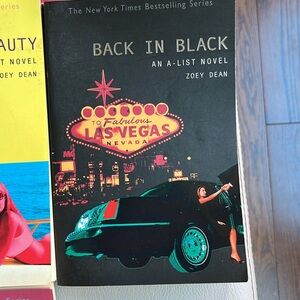 The New York Times Bestselling Series
BACK IN BLACK
AN A-LIST NOVEL
ZOEY DEAN
TO Fabulous
LAS VEGAS
NEVADA
eries
AUTY
T NOVEL
OEY DEAN